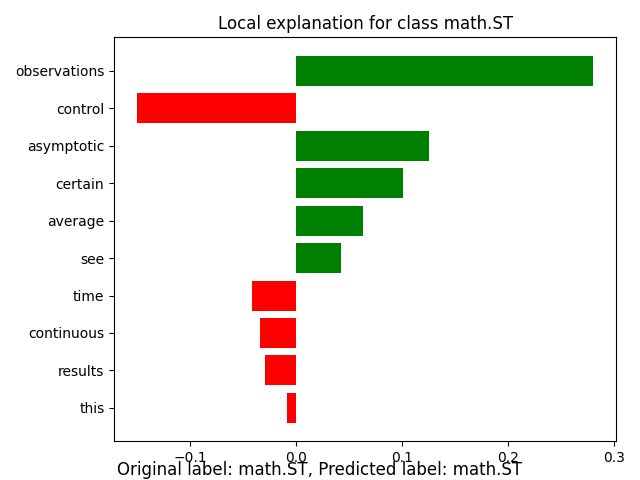 Local explanation for class math.ST
observations
control
asymptotic
certain
average
see
time
continuous
results
this
−0.1 0.0 0.1 0.2 0.3
Original label: math.ST, Predicted label: math.ST